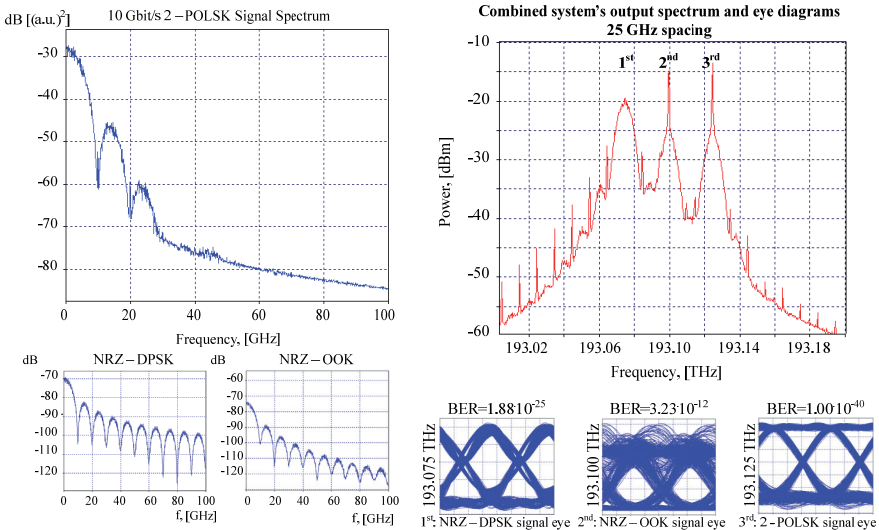 10 Gbit/s 2–POLSK Signal Spectrum
dB [(a.u.)²]
-30
-40
-50
-60
-70
-80
0
20
40
60
80
100
Frequency, [GHz]
dB
NRZ–DPSK
-70
-80
-90
-100
-110
-120
0
20
40
60
80
100
f, [GHz]
dB
NRZ–OOK
-60
-70
-80
-90
-100
-110
-120
0
20
40
60
80
100
f, [GHz]
Combined system's output spectrum and eye diagrams
25 GHz spacing
-10
-20
-30
-40
-50
-60
Power, [dBm]
1st
2nd
3rd
193.02
193.06
193.10
193.14
193.18
Frequency, [THz]
BER=1.88·10-25
193.075 THz
1st: NRZ–DPSK signal eye
BER=3.23·10-12
193.100 THz
2nd: NRZ–OOK signal eye
BER=1.00·10-40
193.125 THz
3rd: 2–POLSK signal eye